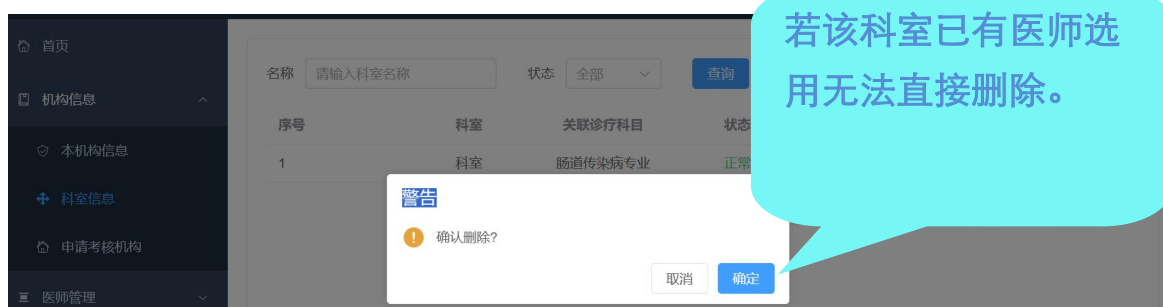 首页
机构信息
本机构信息
科室信息
申请考核机构
医师管理
名称 请输入科室名称 状态 全部 查询
序号 科室 关联诊疗科目 状态
1 科室 肠道传染病专业 正常
警告
确认删除?
取消 确定
若该科室已有医师选
用无法直接删除。